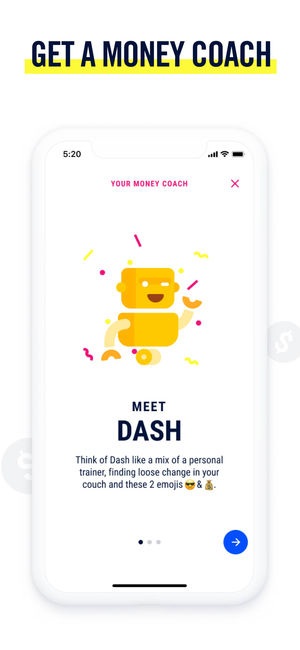 GET A MONEY COACH
5:20
YOUR MONEY COACH
MEET
DASH
Think of Dash like a mix of a personal
trainer, finding loose change in your
couch and these 2 emojis 😎 & 💰.